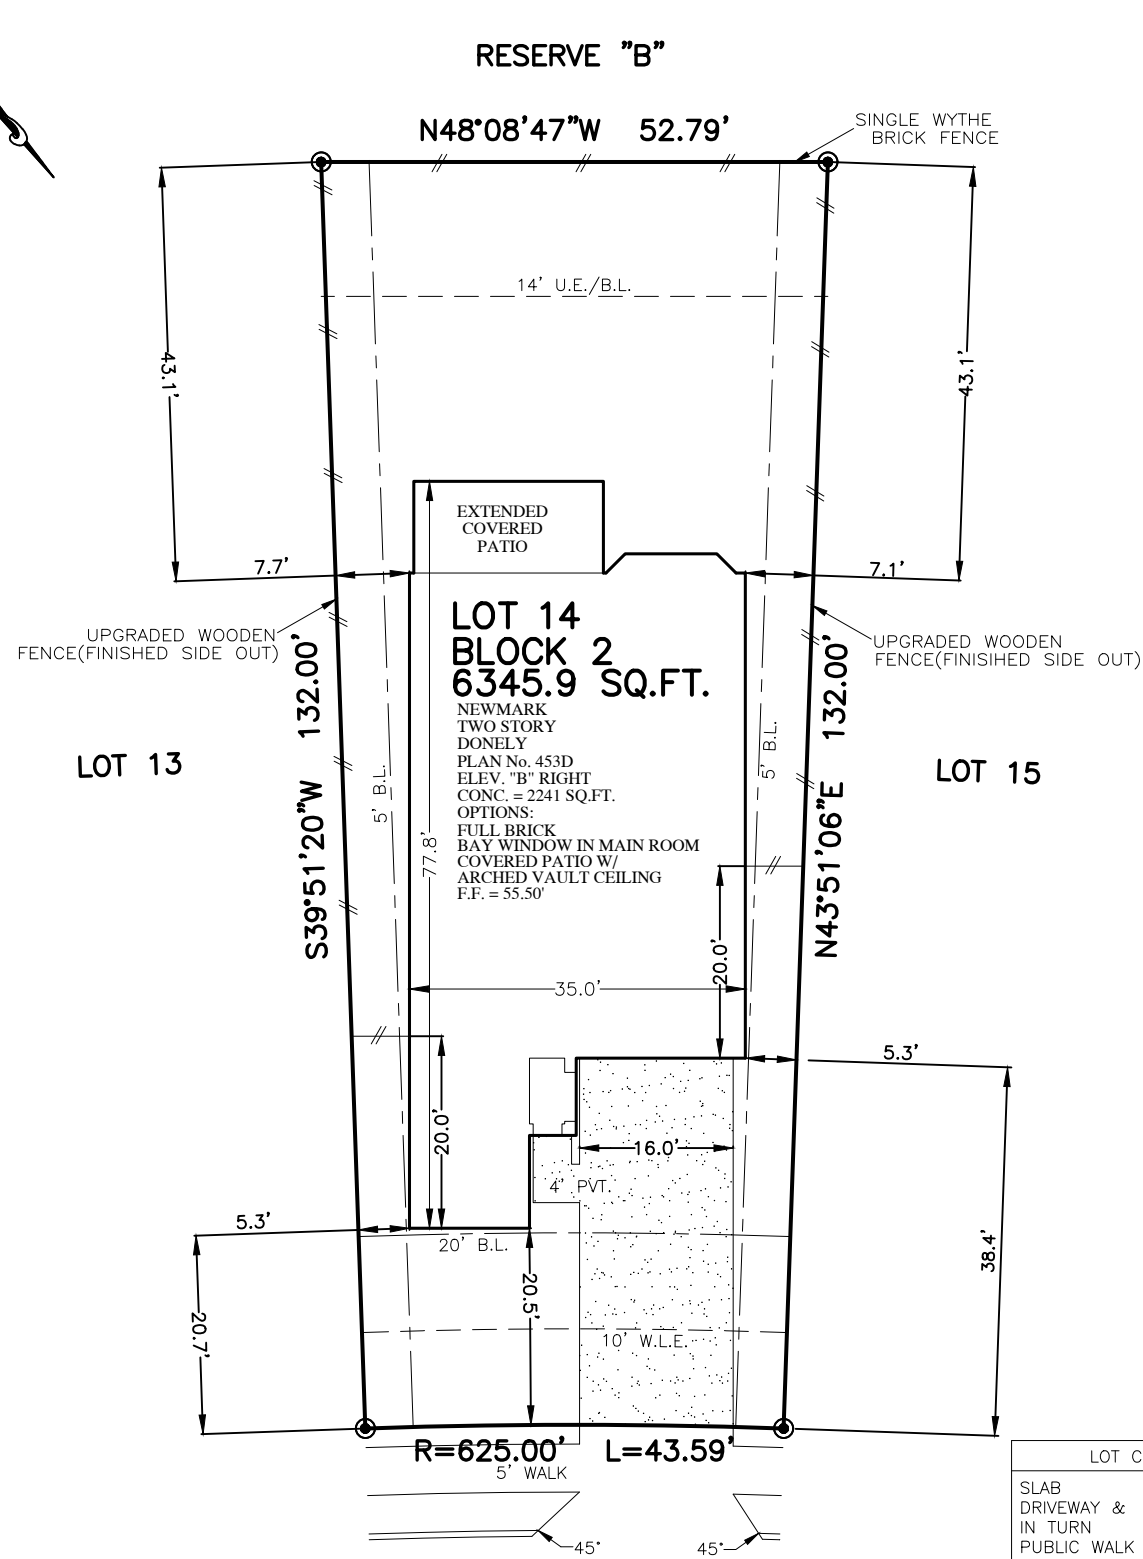 RESERVE "B"
N48°08'47"W 52.79'
SINGLE WYTHE
BRICK FENCE
14' U.E./B.L.
43.1'
43.1'
EXTENDED
COVERED
PATIO
7.7'
7.1'
UPGRADED WOODEN
FENCE(FINISHED SIDE OUT)
UPGRADED WOODEN
FENCE(FINISIHED SIDE OUT)
LOT 14
BLOCK 2
6345.9 SQ.FT.
NEWMARK
TWO STORY
DONELY
PLAN No. 453D
ELEV. "B" RIGHT
CONC. = 2241 SQ.FT.
OPTIONS:
FULL BRICK
BAY WINDOW IN MAIN ROOM
COVERED PATIO W/
ARCHED VAULT CEILING
F.F. = 55.50'
LOT 13
LOT 15
S39°51'20"W 132.00'
N43°51'06"E 132.00'
5' B.L.
5' B.L.
77.8'
20.0'
35.0'
5.3'
20.0'
16.0'
4' PVT.
5.3'
20' B.L.
38.4'
20.7'
20.5'
10' W.L.E.
R=625.00' L=43.59'
5' WALK
45°
45°
LOT C
SLAB
DRIVEWAY &
IN TURN
PUBLIC WALK